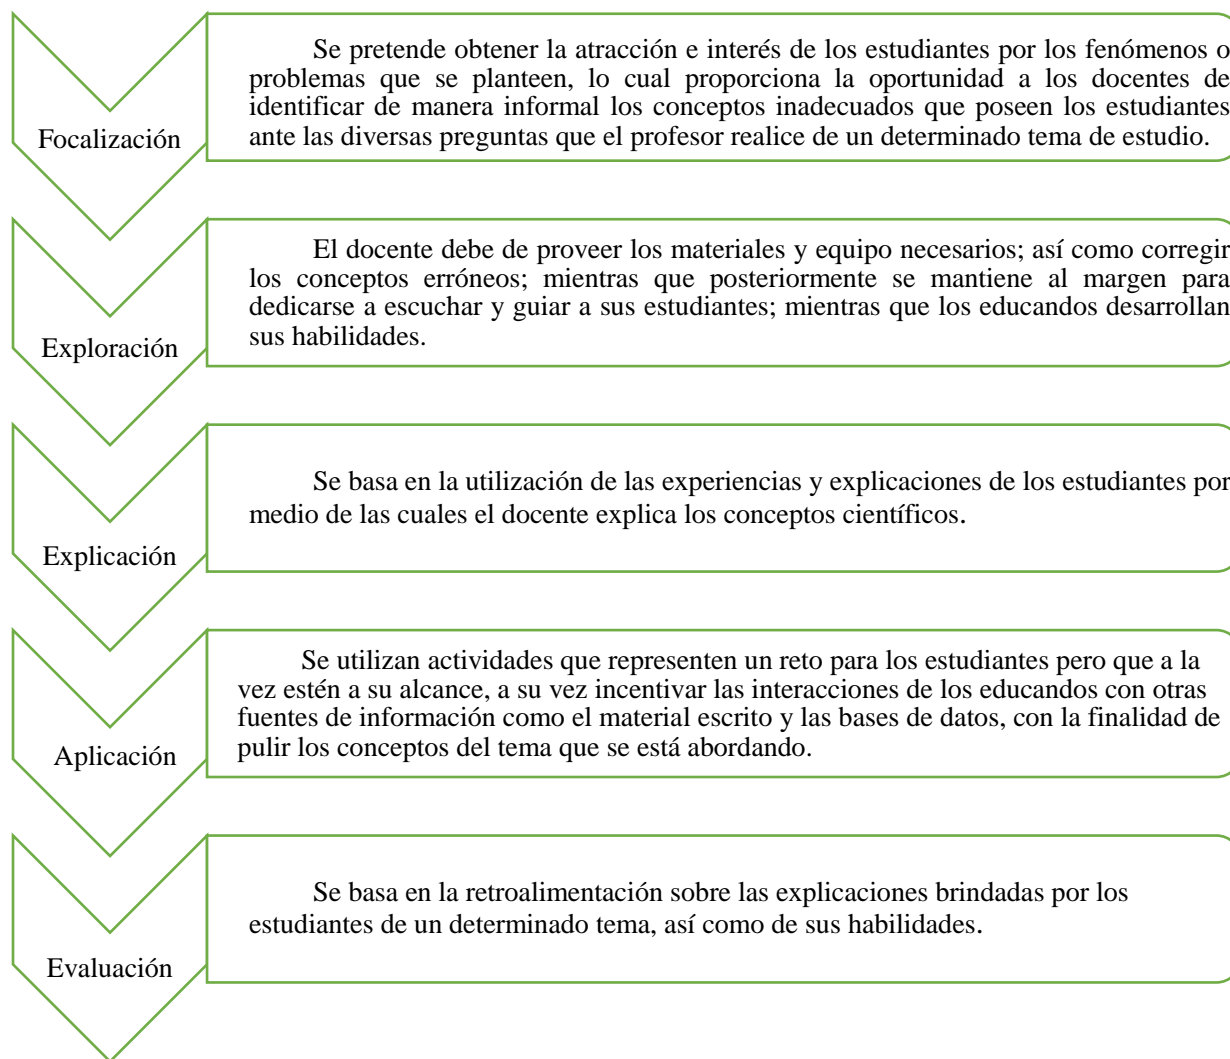 Focalización
Se pretende obtener la atracción e interés de los estudiantes por los fenómenos o
problemas que se planteen, lo cual proporciona la oportunidad a los docentes de
identificar de manera informal los conceptos inadecuados que poseen los estudiantes
ante las diversas preguntas que el profesor realice de un determinado tema de estudio.
Exploración
El docente debe de proveer los materiales y equipo necesarios; así como corregir
los conceptos erróneos; mientras que posteriormente se mantiene al margen para
dedicarse a escuchar y guiar a sus estudiantes; mientras que los educandos desarrollan
sus habilidades.
Explicación
Se basa en la utilización de las experiencias y explicaciones de los estudiantes por
medio de las cuales el docente explica los conceptos científicos.
Aplicación
Se utilizan actividades que representen un reto para los estudiantes pero que a la
vez estén a su alcance, a su vez incentivar las interacciones de los educandos con otras
fuentes de información como el material escrito y las bases de datos, con la finalidad de
pulir los conceptos del tema que se está abordando.
Evaluación
Se basa en la retroalimentación sobre las explicaciones brindadas por los
estudiantes de un determinado tema, así como de sus habilidades.